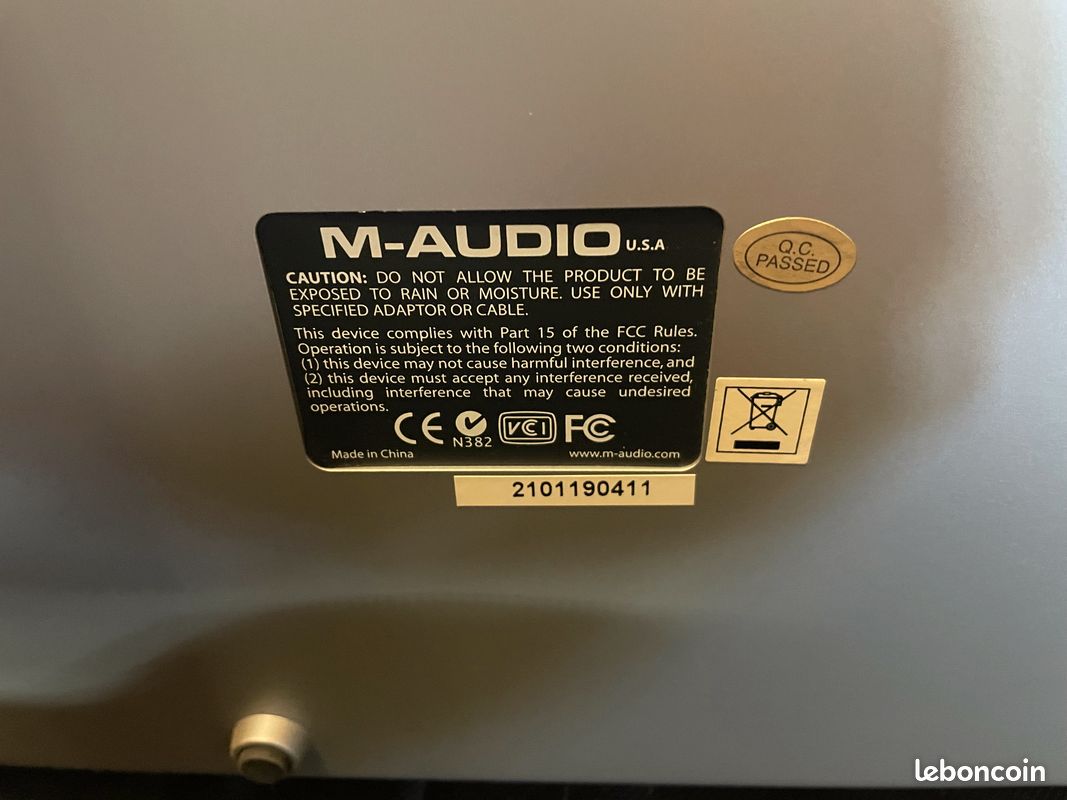 M-AUDIO U.S.A
CAUTION: DO NOT ALLOW THE PRODUCT TO BE
EXPOSED TO RAIN OR MOISTURE. USE ONLY WITH
SPECIFIED ADAPTOR OR CABLE.
This device complies with Part 15 of the FCC Rules.
Operation is subject to the following two conditions:
(1) this device may not cause harmful interference, and
(2) this device must accept any interference received,
including interference that may cause undesired
operations.
CE N382 VCI FC
Made in China www.m-audio.com
Q.C.
PASSED
2101190411
leboncoin